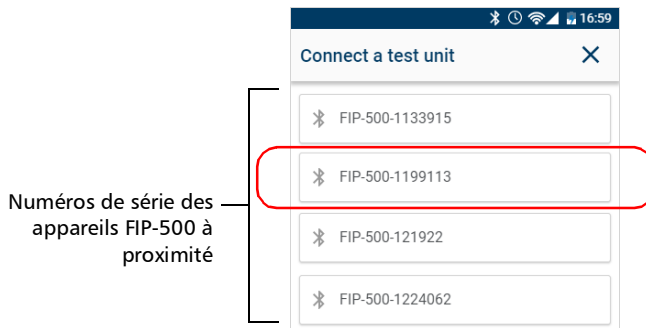 16:59
Connect a test unit
FIP-500-1133915
FIP-500-1199113
Numéros de série des
appareils FIP-500 à
proximité
FIP-500-121922
FIP-500-1224062